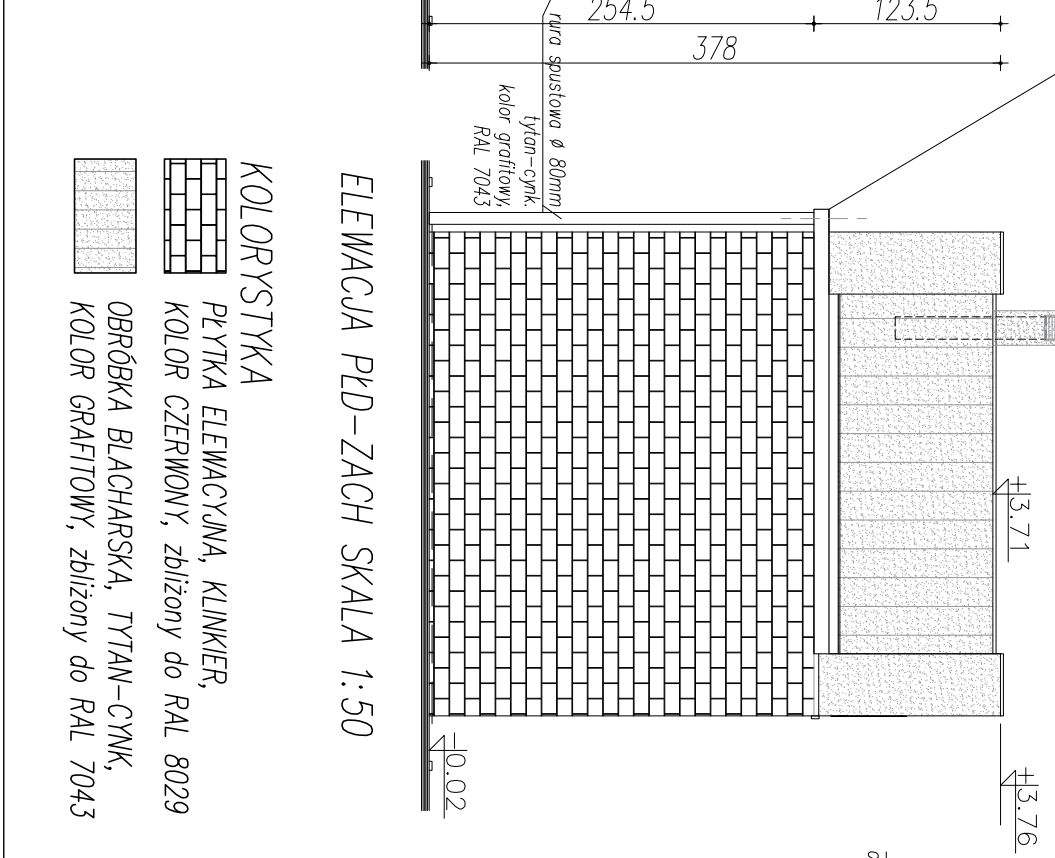 254.5
123.5
378
rura spustowa ø 80mm
tytan-cynk.
kolor grafitowy,
RAL 7043
+3.71
+3.76
-0.02
ELEWACJA PŁD-ZACH SKALA 1:50
KOLORYSTYKA
PŁYTKA ELEWACYJNA, KLINKIER,
KOLOR CZERWONY, zbliżony do RAL 8029
OBRÓBKA BLACHARSKA, TYTAN-CYNK,
KOLOR GRAFITOWY, zbliżony do RAL 7043